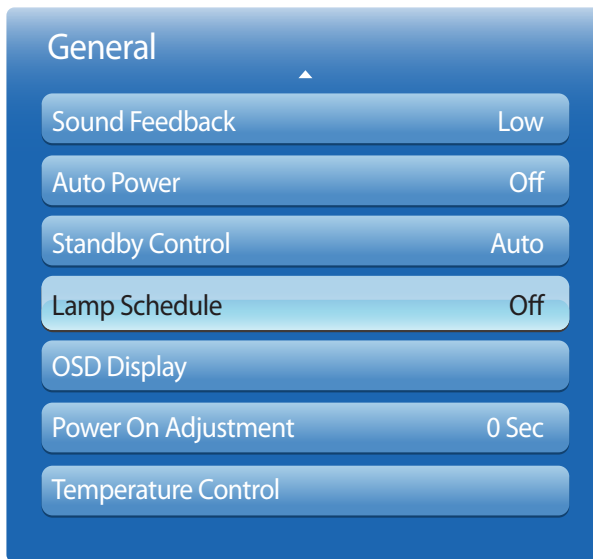 General
Sound Feedback Low
Auto Power Off
Standby Control Auto
Lamp Schedule Off
OSD Display
Power On Adjustment 0 Sec
Temperature Control